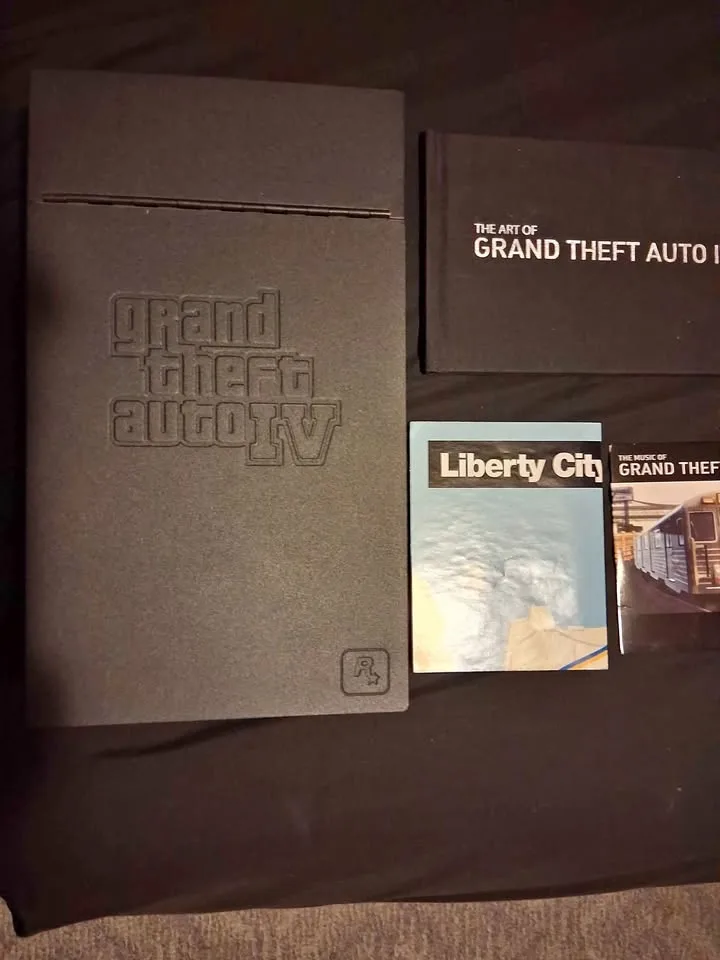 grand
theft
auto IV
R
THE ART OF
GRAND THEFT AUTO I
Liberty City
THE MUSIC OF
GRAND THEF